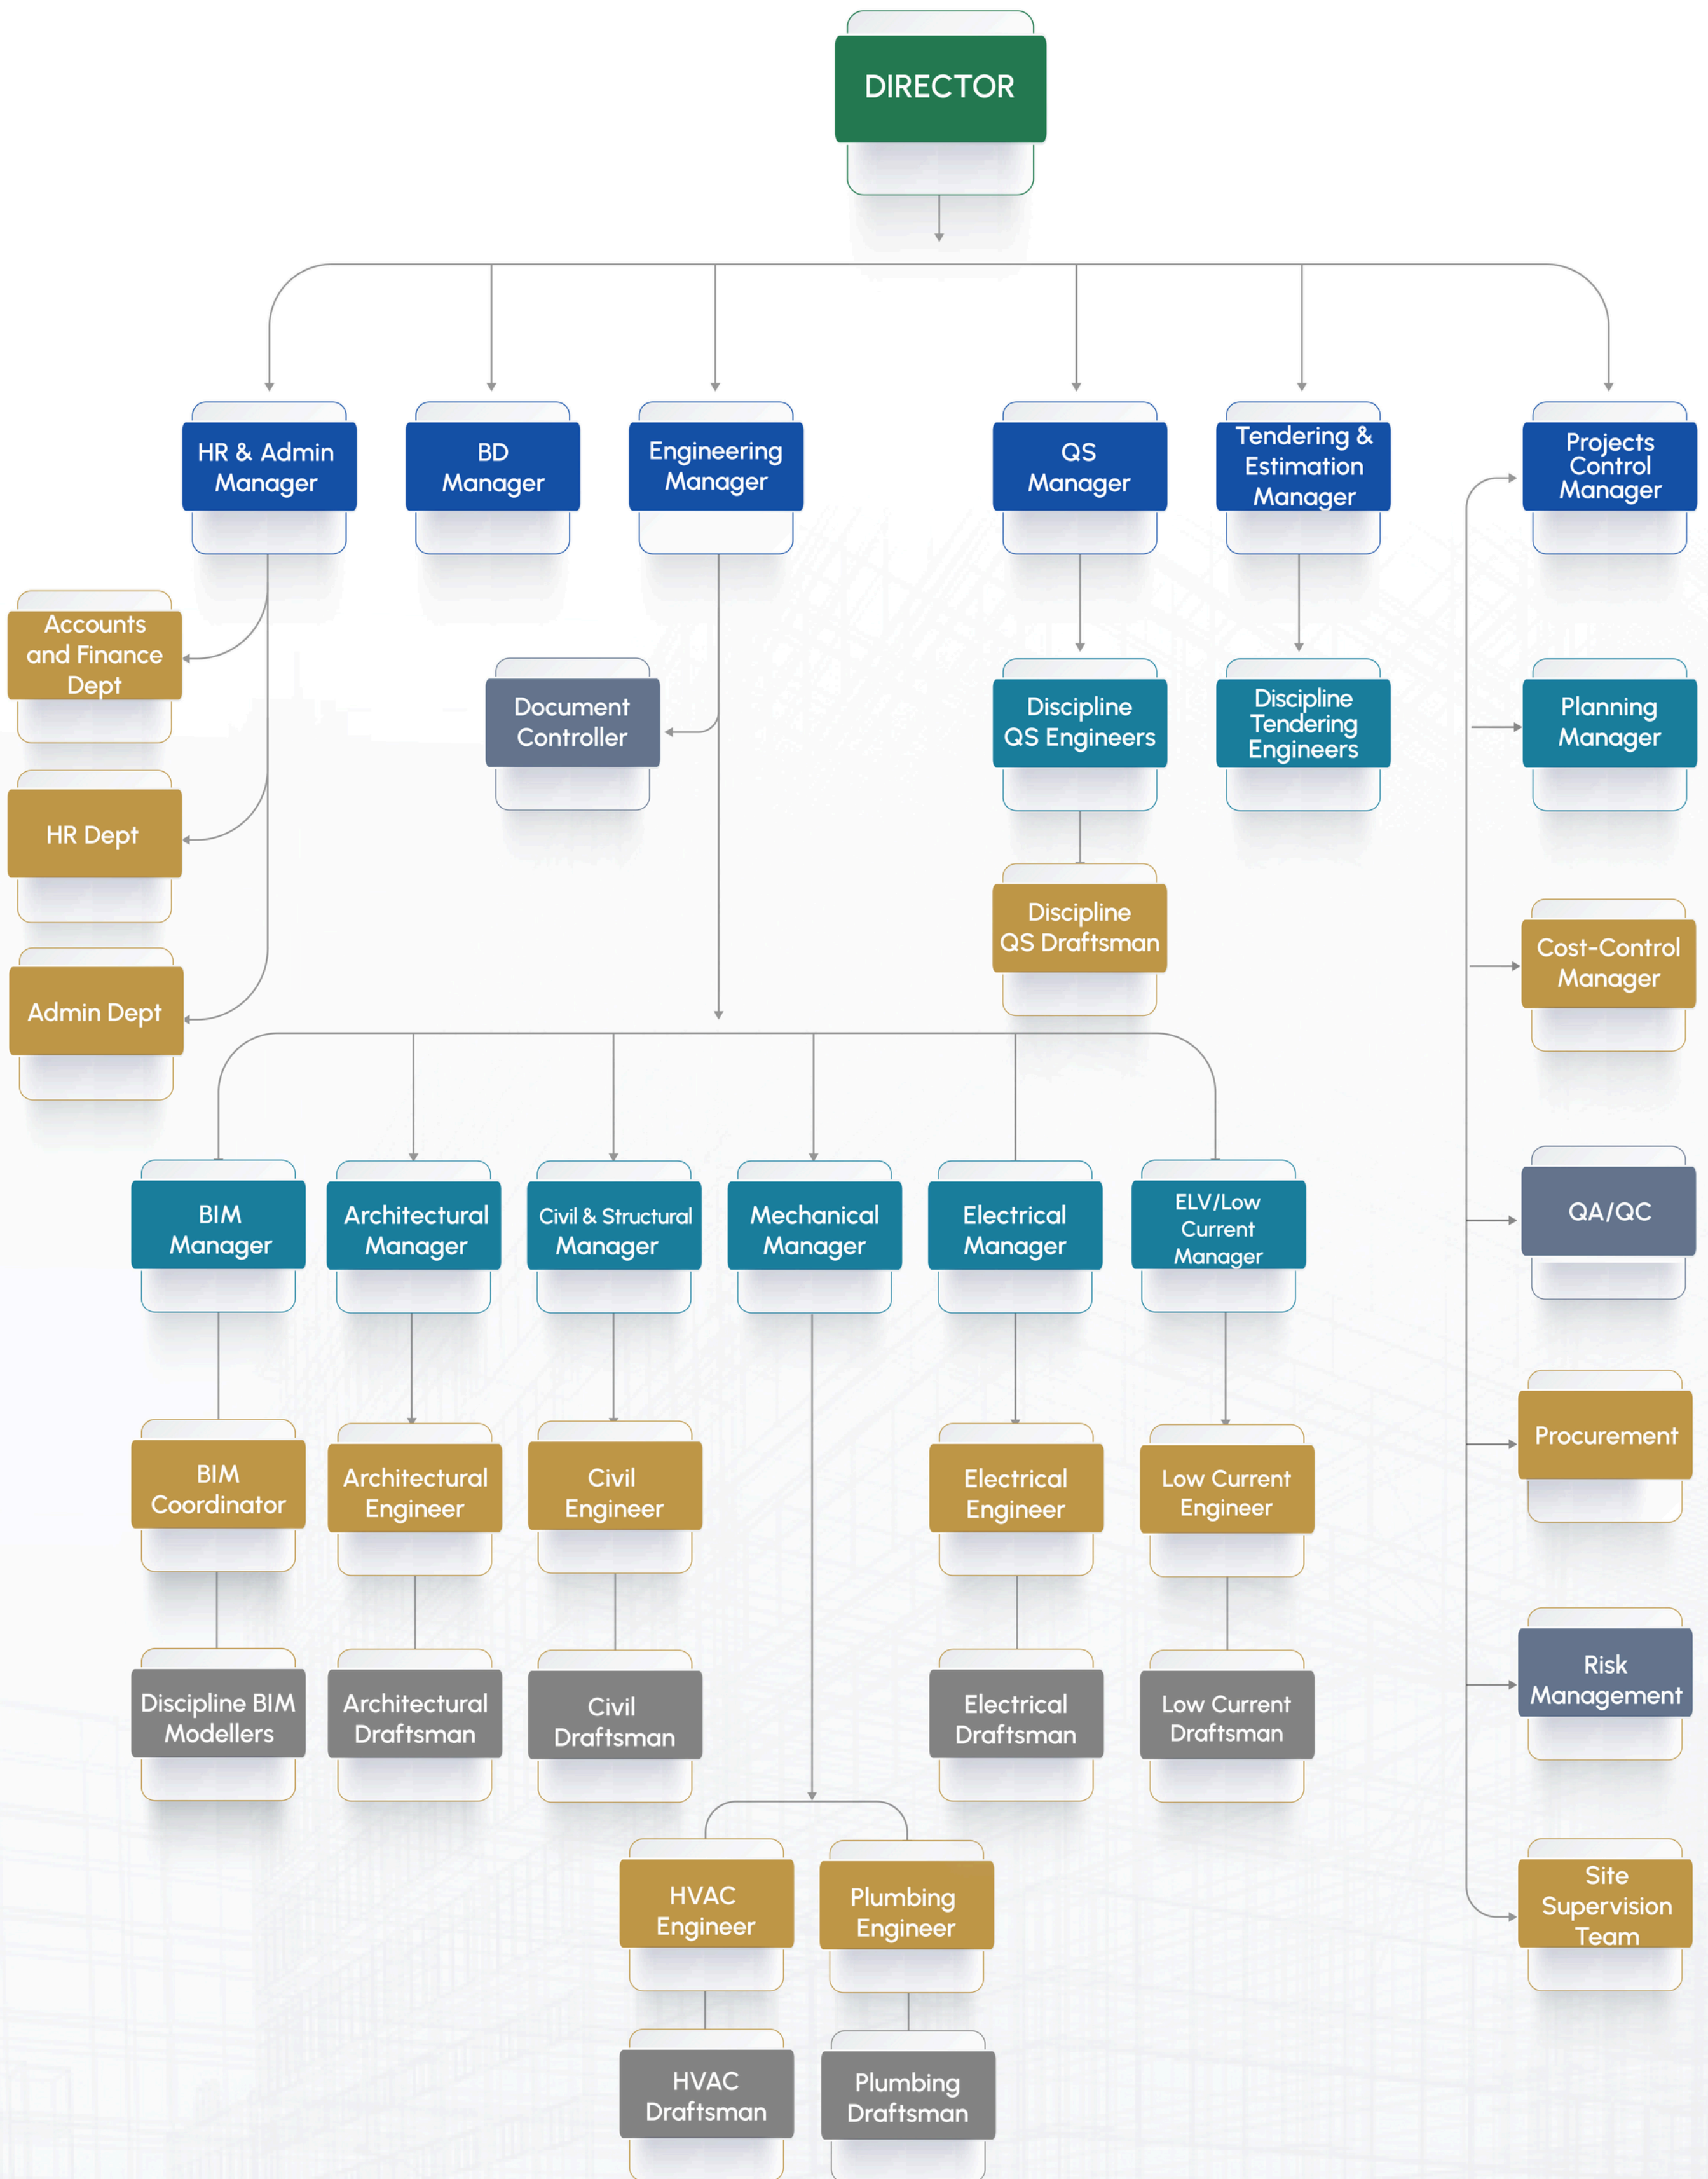 DIRECTOR
HR & Admin
Manager
BD
Manager
Engineering
Manager
QS
Manager
Tendering &
Estimation
Manager
Projects
Control
Manager
Accounts
and Finance
Dept
Document
Controller
Discipline
QS Engineers
Discipline
Tendering
Engineers
Planning
Manager
HR Dept
Discipline
QS Draftsman
Cost-Control
Manager
Admin Dept
BIM
Manager
Architectural
Manager
Civil & Structural
Manager
Mechanical
Manager
Electrical
Manager
ELV/Low
Current
Manager
QA/QC
BIM
Coordinator
Architectural
Engineer
Civil
Engineer
Electrical
Engineer
Low Current
Engineer
Procurement
Discipline BIM
Modellers
Architectural
Draftsman
Civil
Draftsman
Electrical
Draftsman
Low Current
Draftsman
Risk
Management
HVAC
Engineer
Plumbing
Engineer
Site
Supervision
Team
HVAC
Draftsman
Plumbing
Draftsman